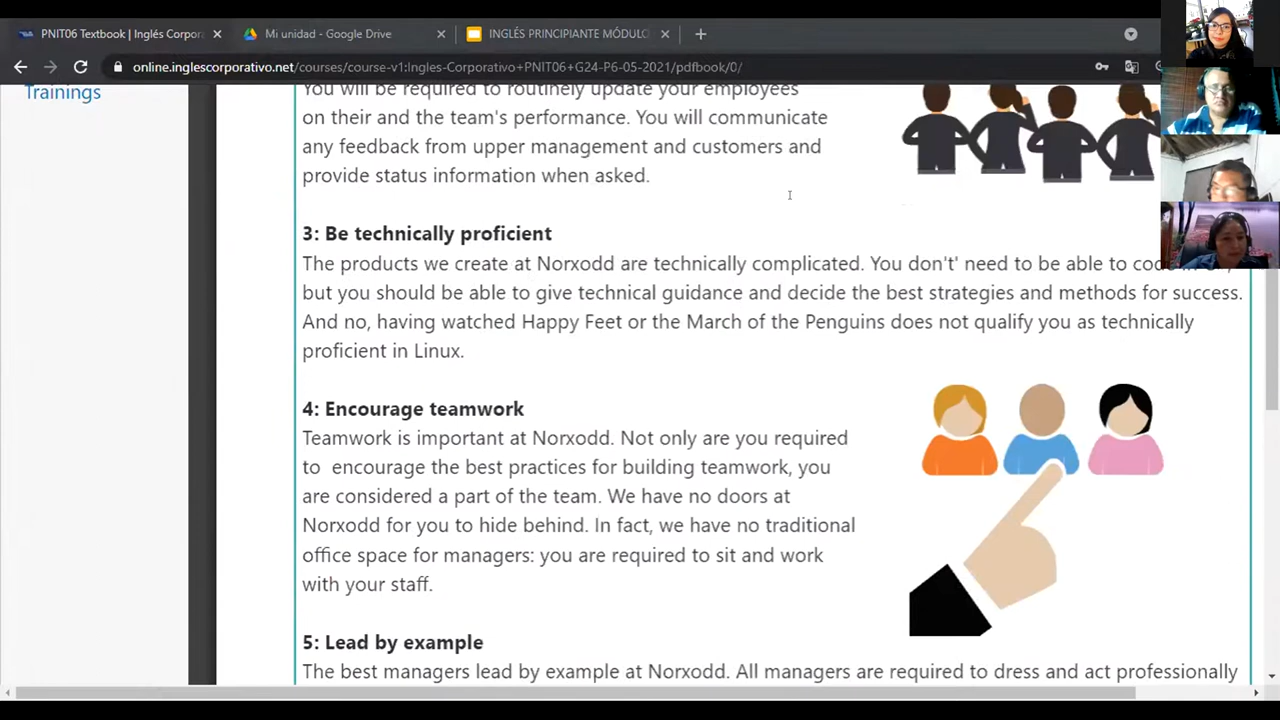 PNIT06 Textbook | Inglés Corpor
Mi unidad - Google Drive
INGLÉS PRINCIPIANTE MÓDULO
online.inglescorporativo.net/courses/course-v1:Ingles-Corporativo+PNIT06+G24-P6-05-2021/pdfbook/0/
Trainings
You will be required to routinely update your employees
on their and the team's performance. You will communicate
any feedback from upper management and customers and
provide status information when asked.
3: Be technically proficient
The products we create at Norxodd are technically complicated. You don't' need to be able to code in
but you should be able to give technical guidance and decide the best strategies and methods for success.
And no, having watched Happy Feet or the March of the Penguins does not qualify you as technically
proficient in Linux.
4: Encourage teamwork
Teamwork is important at Norxodd. Not only are you required
to encourage the best practices for building teamwork, you
are considered a part of the team. We have no doors at
Norxodd for you to hide behind. In fact, we have no traditional
office space for managers: you are required to sit and work
with your staff.
5: Lead by example
The best managers lead by example at Norxodd. All managers are required to dress and act professionally